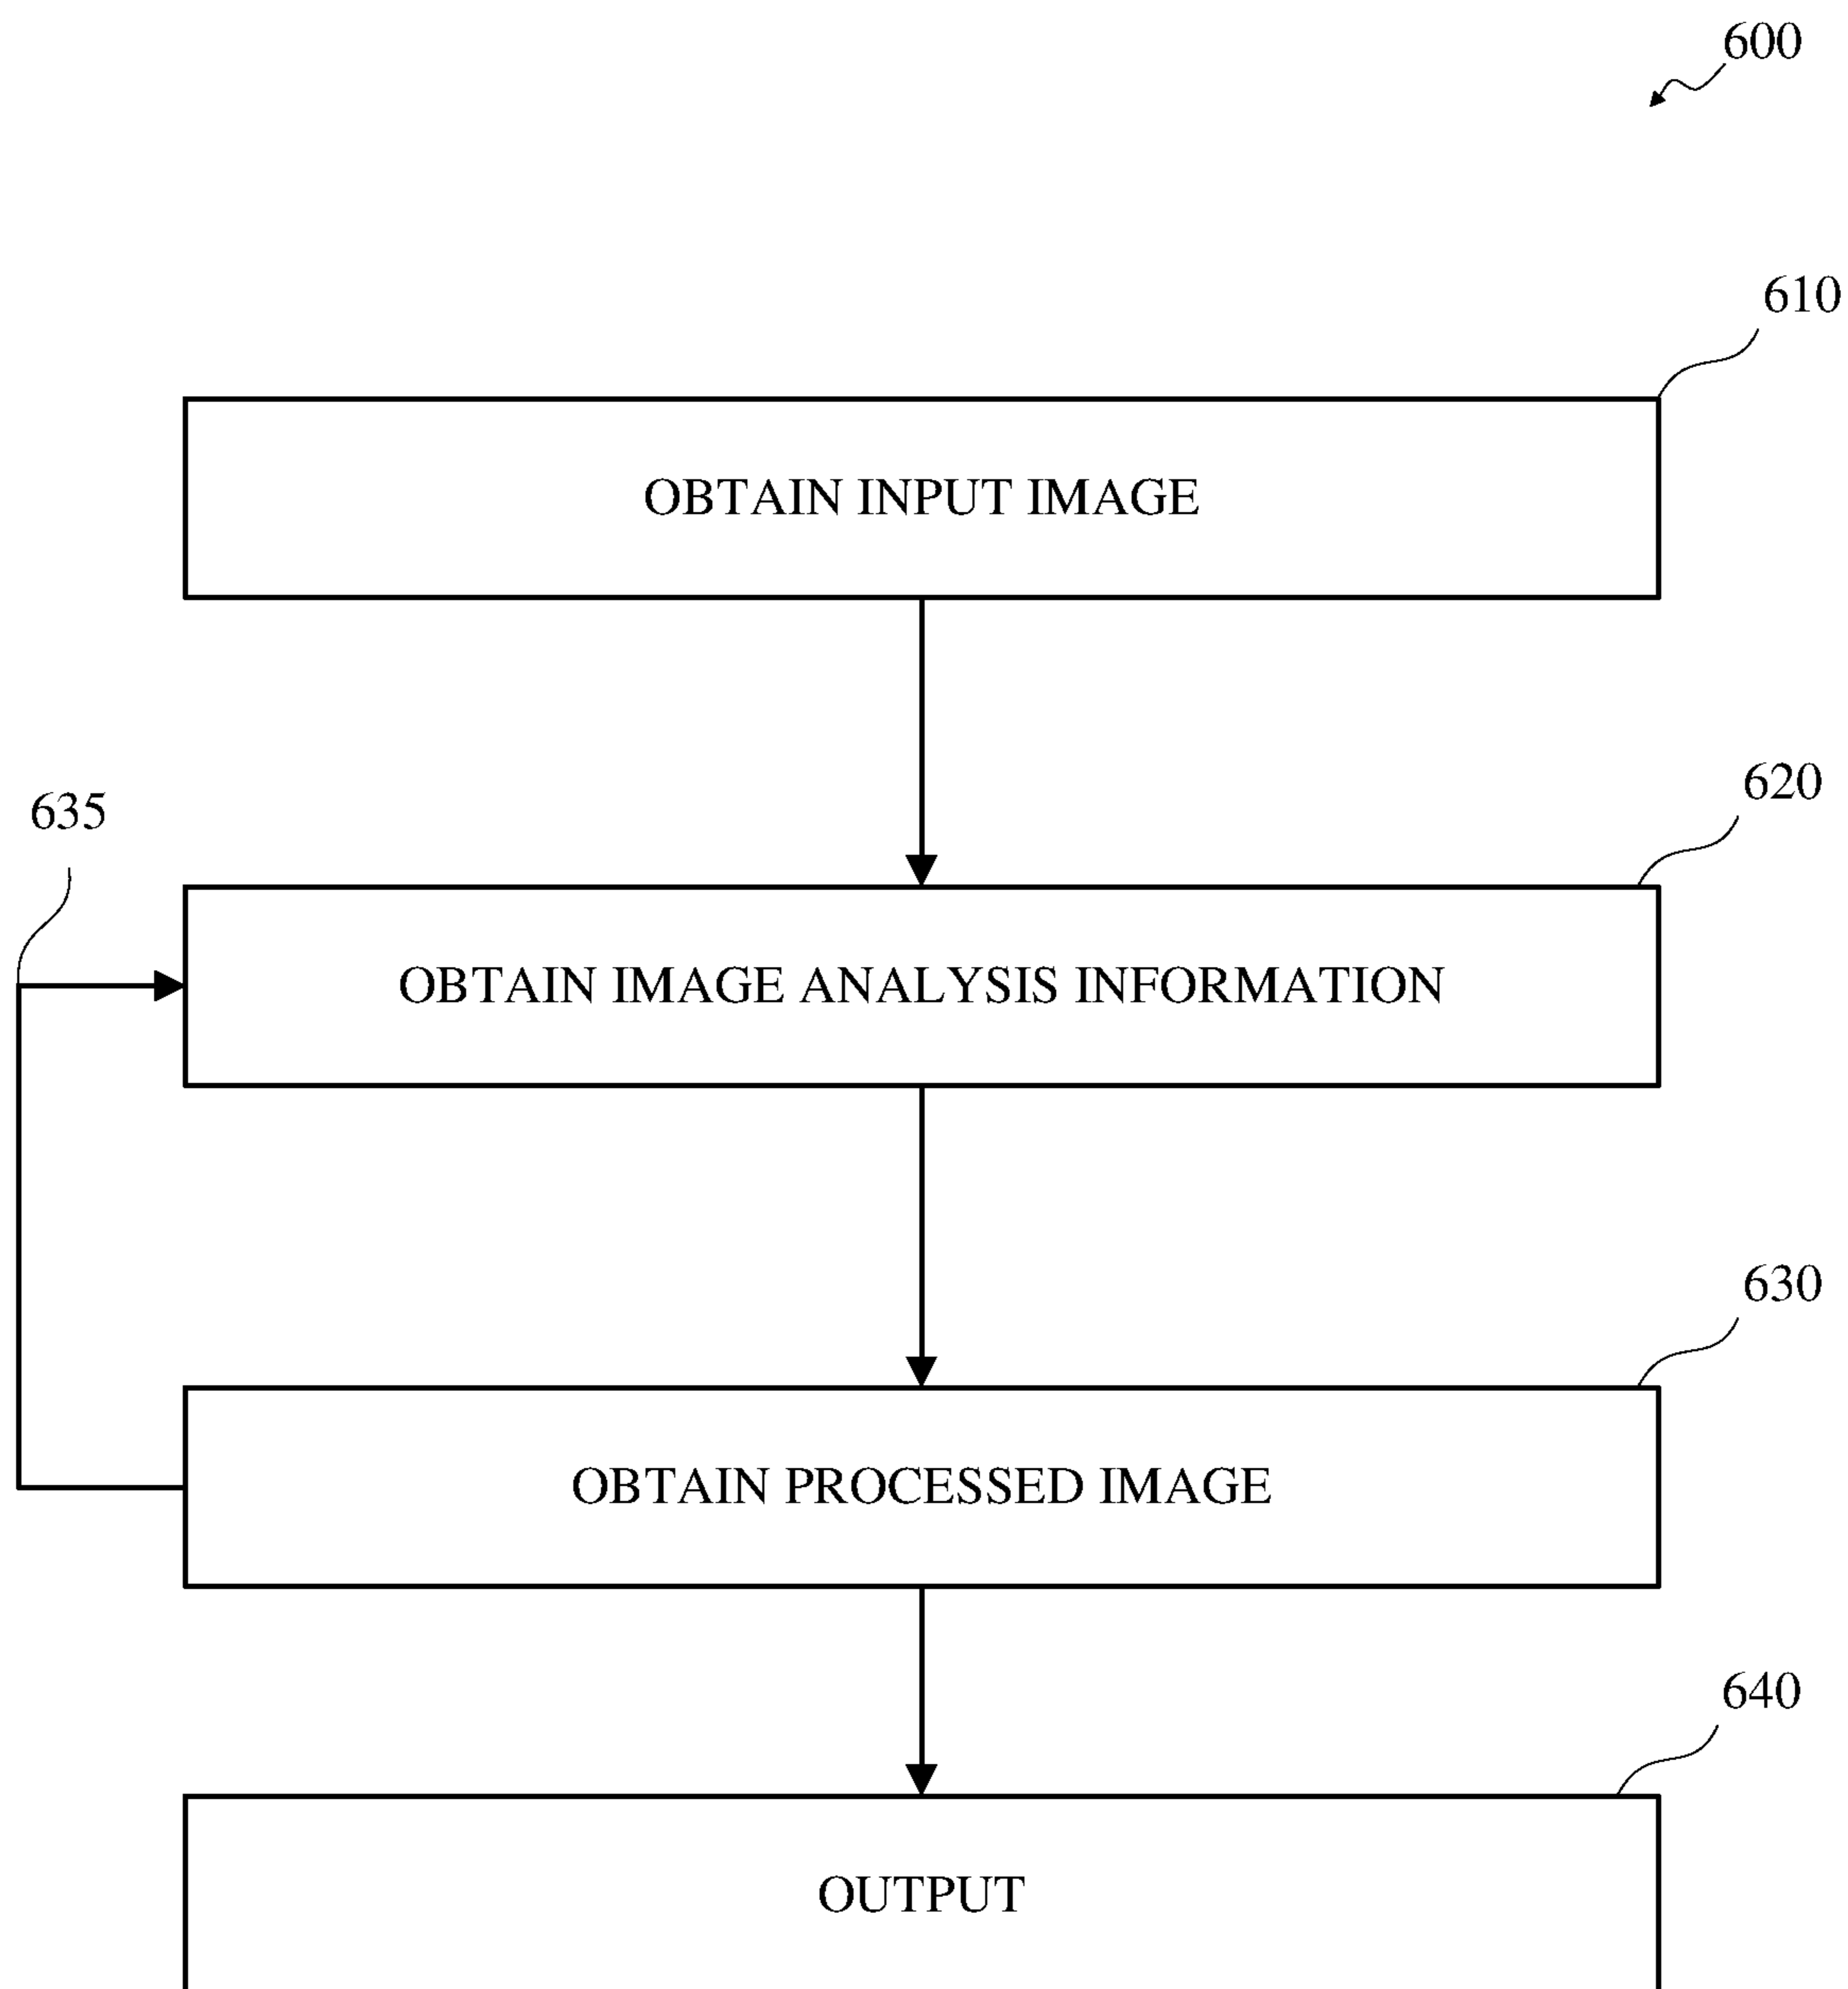 600
610
OBTAIN INPUT IMAGE
620
635
OBTAIN IMAGE ANALYSIS INFORMATION
630
OBTAIN PROCESSED IMAGE
640
OUTPUT